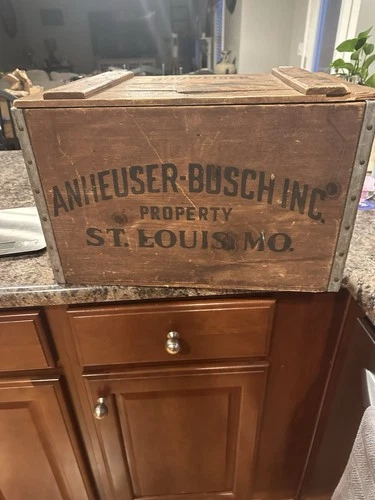 ANHEUSER-BUSCH INC.
PROPERTY
ST. LOUIS, MO.